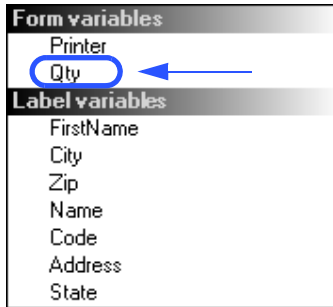 Form variables
Printer
Qty
Label variables
FirstName
City
Zip
Name
Code
Address
State